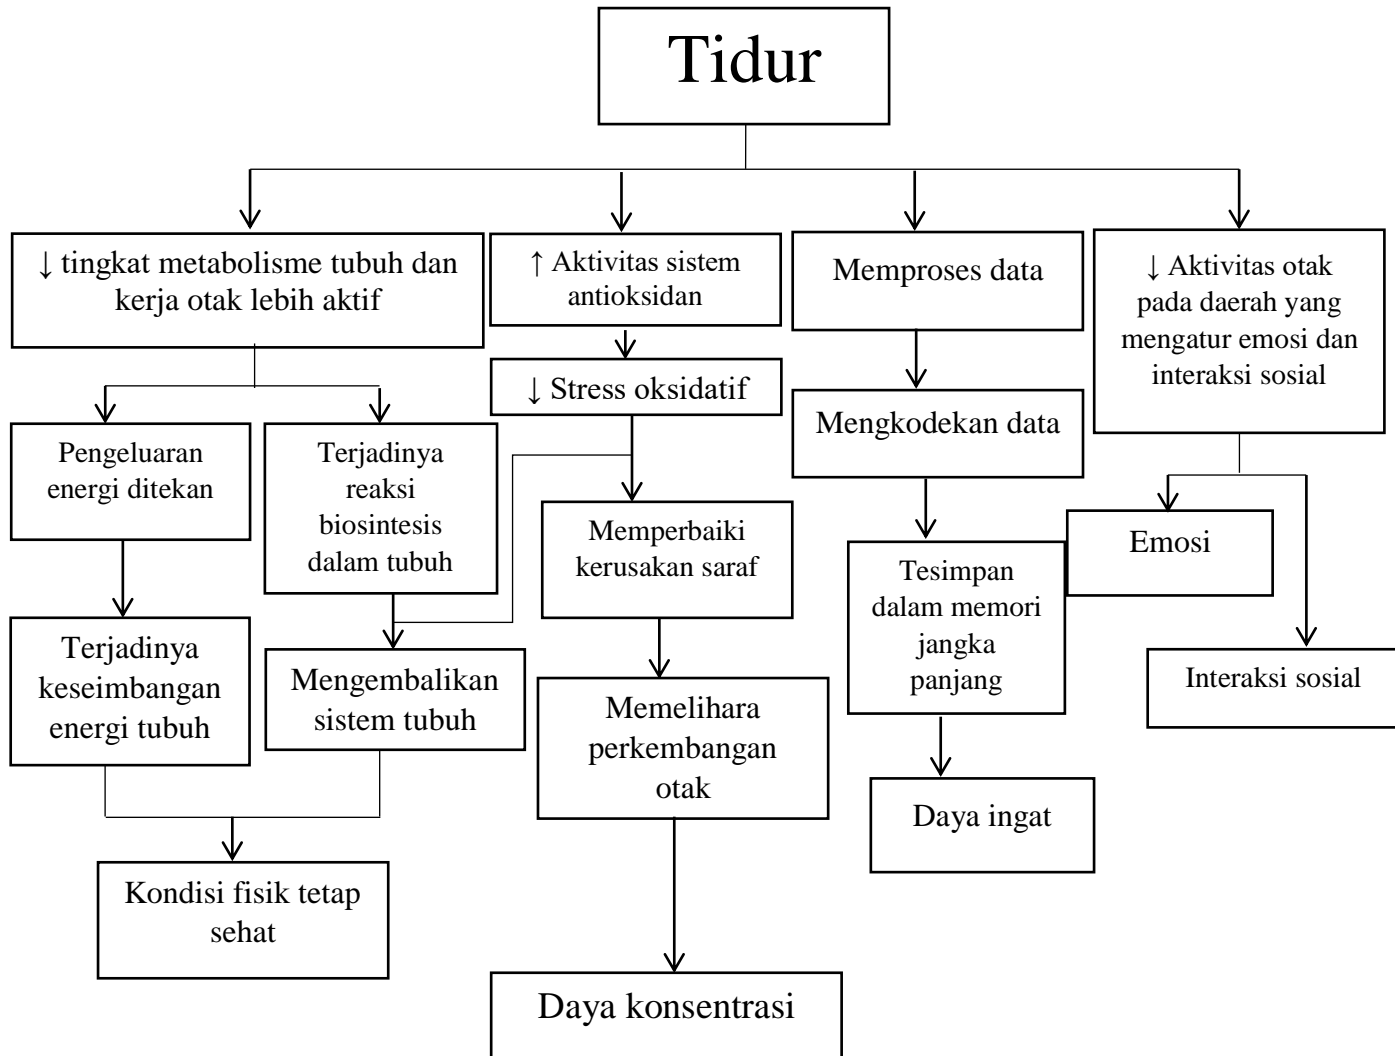 Tidur
↓ tingkat metabolisme tubuh dan
kerja otak lebih aktif
↑ Aktivitas sistem
antioksidan
Memproses data
↓ Aktivitas otak
pada daerah yang
mengatur emosi dan
interaksi sosial
↓ Stress oksidatif
Mengkodekan data
Pengeluaran
energi ditekan
Terjadinya
reaksi
biosintesis
dalam tubuh
Memperbaiki
kerusakan saraf
Tesimpan
dalam memori
jangka
panjang
Emosi
Terjadinya
keseimbangan
energi tubuh
Mengembalikan
sistem tubuh
Memelihara
perkembangan
otak
Interaksi sosial
Daya ingat
Kondisi fisik tetap
sehat
Daya konsentrasi